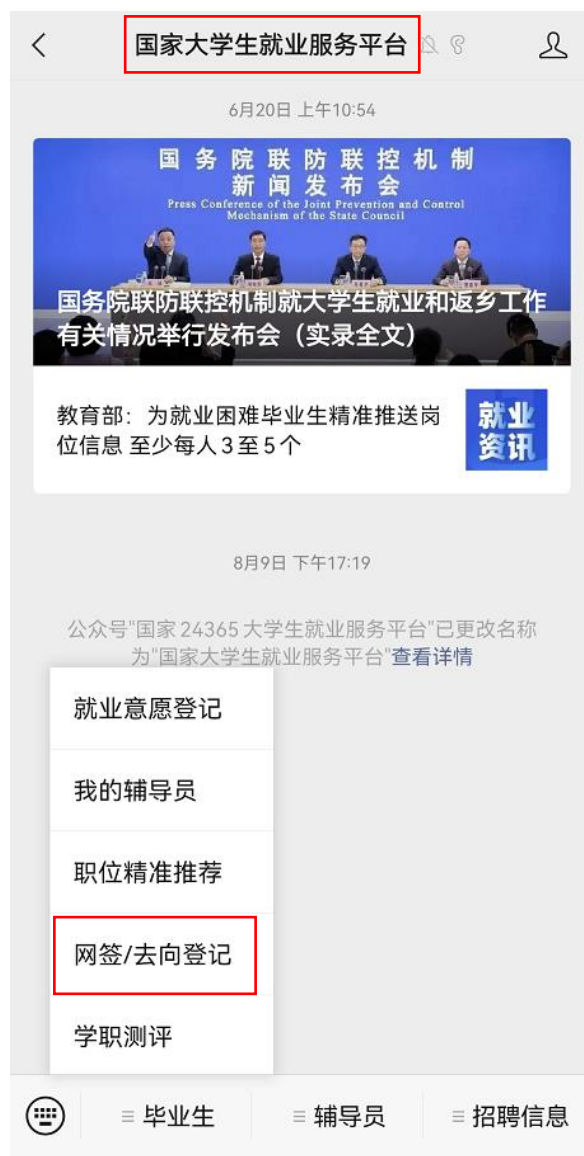 国家大学生就业服务平台
6月20日 上午10:54
国务院联防联控机制
新闻发布会
Press Conference of the Joint Prevention and Control
Mechanism of the State Council
国务院联防联控机制就大学生就业和返乡工作
有关情况举行发布会（实录全文）
教育部：为就业困难毕业生精准推送岗
位信息 至少每人3至5个
就业
资讯
8月9日 下午17:19
公众号"国家24365大学生就业服务平台"已更改名称
为"国家大学生就业服务平台"查看详情
就业意愿登记
我的辅导员
职位精准推荐
网签/去向登记
学职测评
毕业生
辅导员
招聘信息